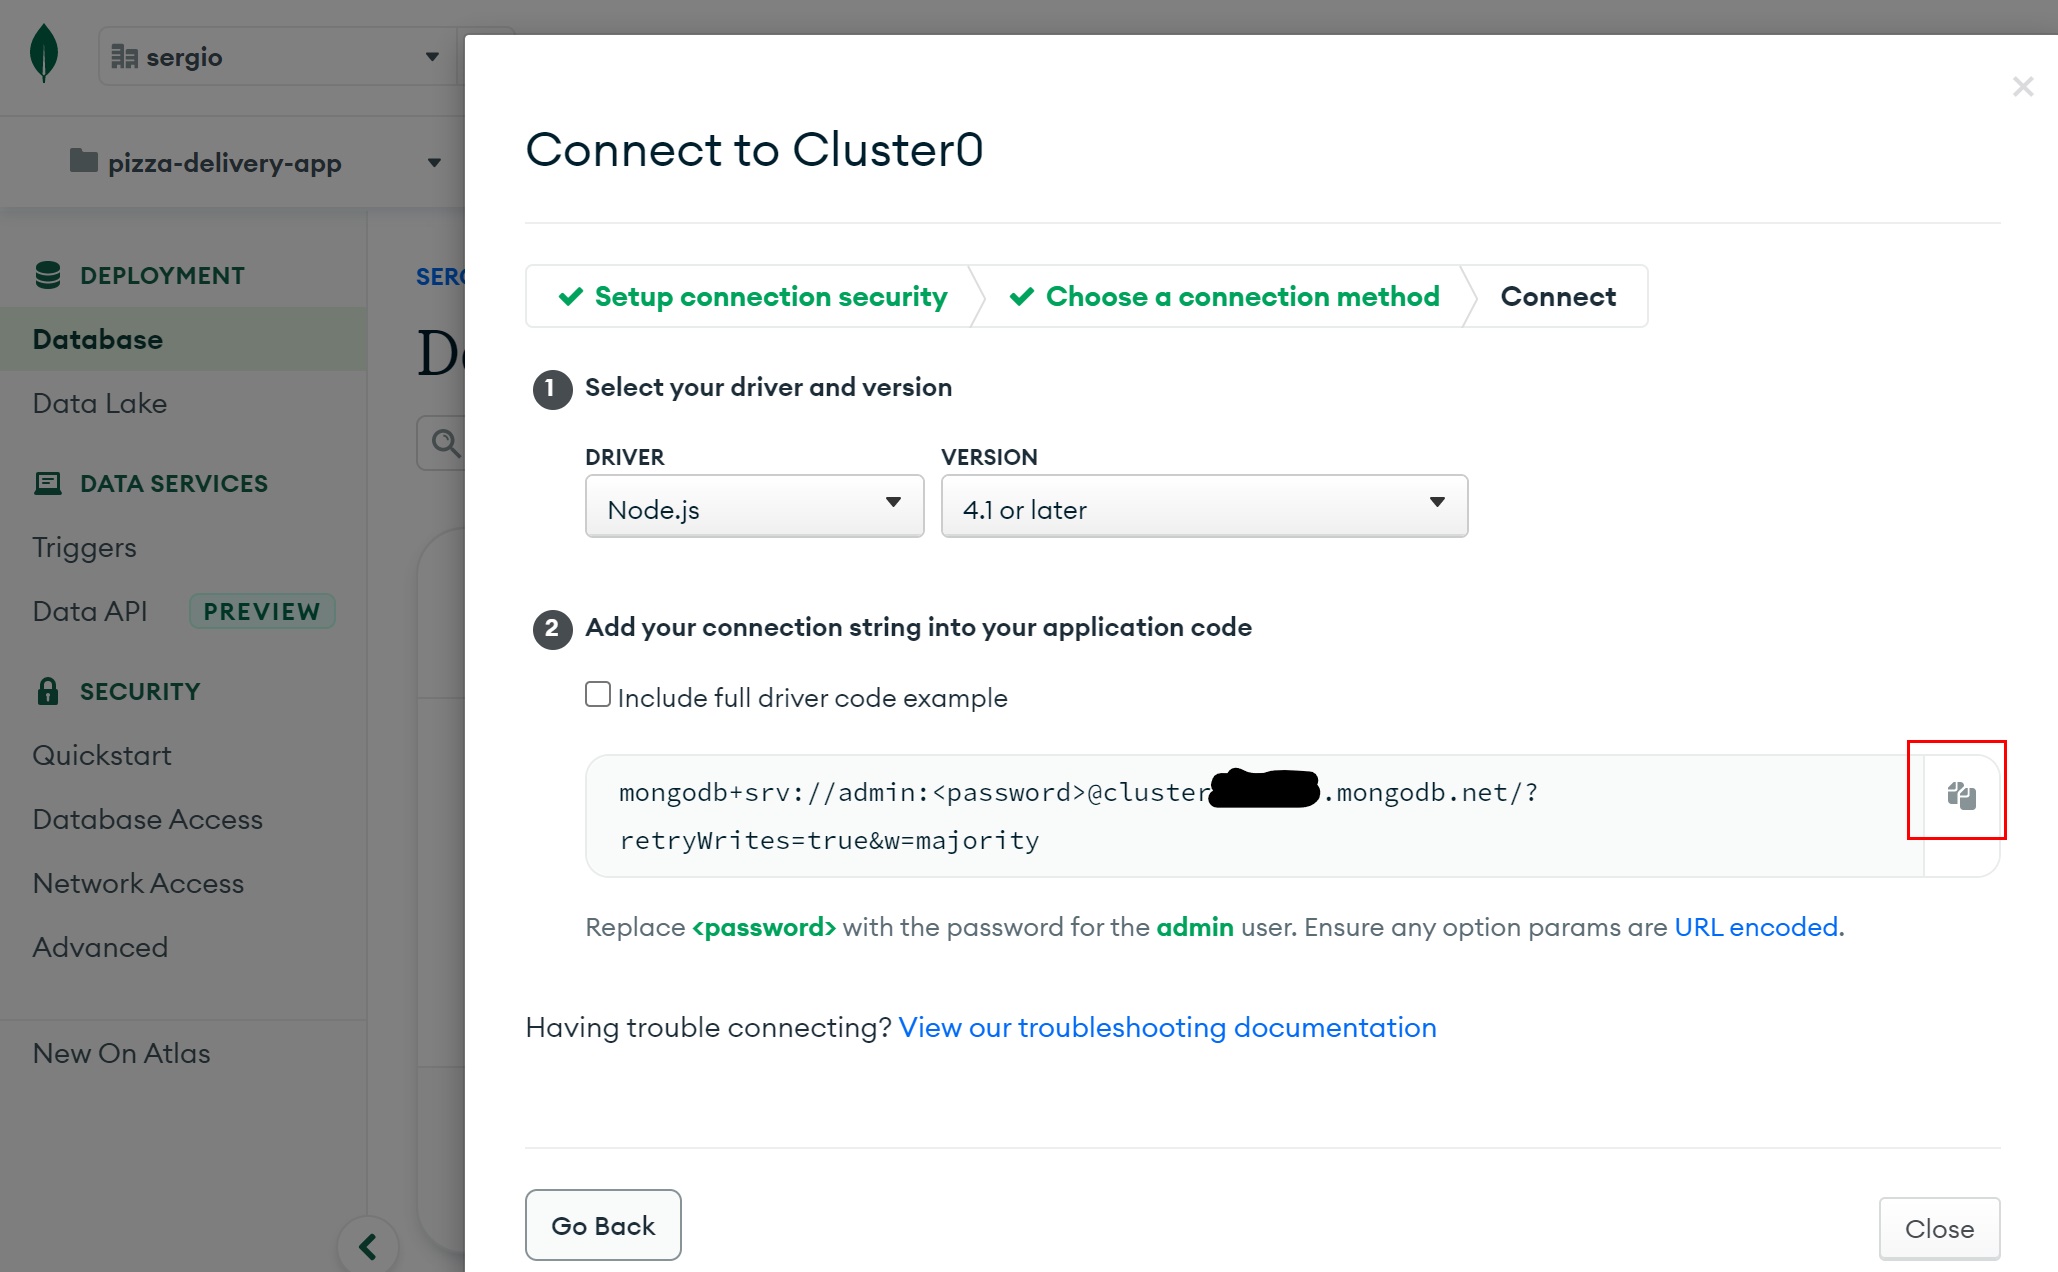 sergio
pizza-delivery-app
DEPLOYMENT
Database
Data Lake
DATA SERVICES
Triggers
Data API PREVIEW
SECURITY
Quickstart
Database Access
Network Access
Advanced
New On Atlas
Connect to Cluster0
Setup connection security Choose a connection method Connect
1 Select your driver and version
DRIVER VERSION
Node.js 4.1 or later
2 Add your connection string into your application code
Include full driver code example
mongodb+srv://admin:<password>@cluster .mongodb.net/?
retryWrites=true&w=majority
Replace <password> with the password for the admin user. Ensure any option params are URL encoded.
Having trouble connecting? View our troubleshooting documentation
Go Back
Close